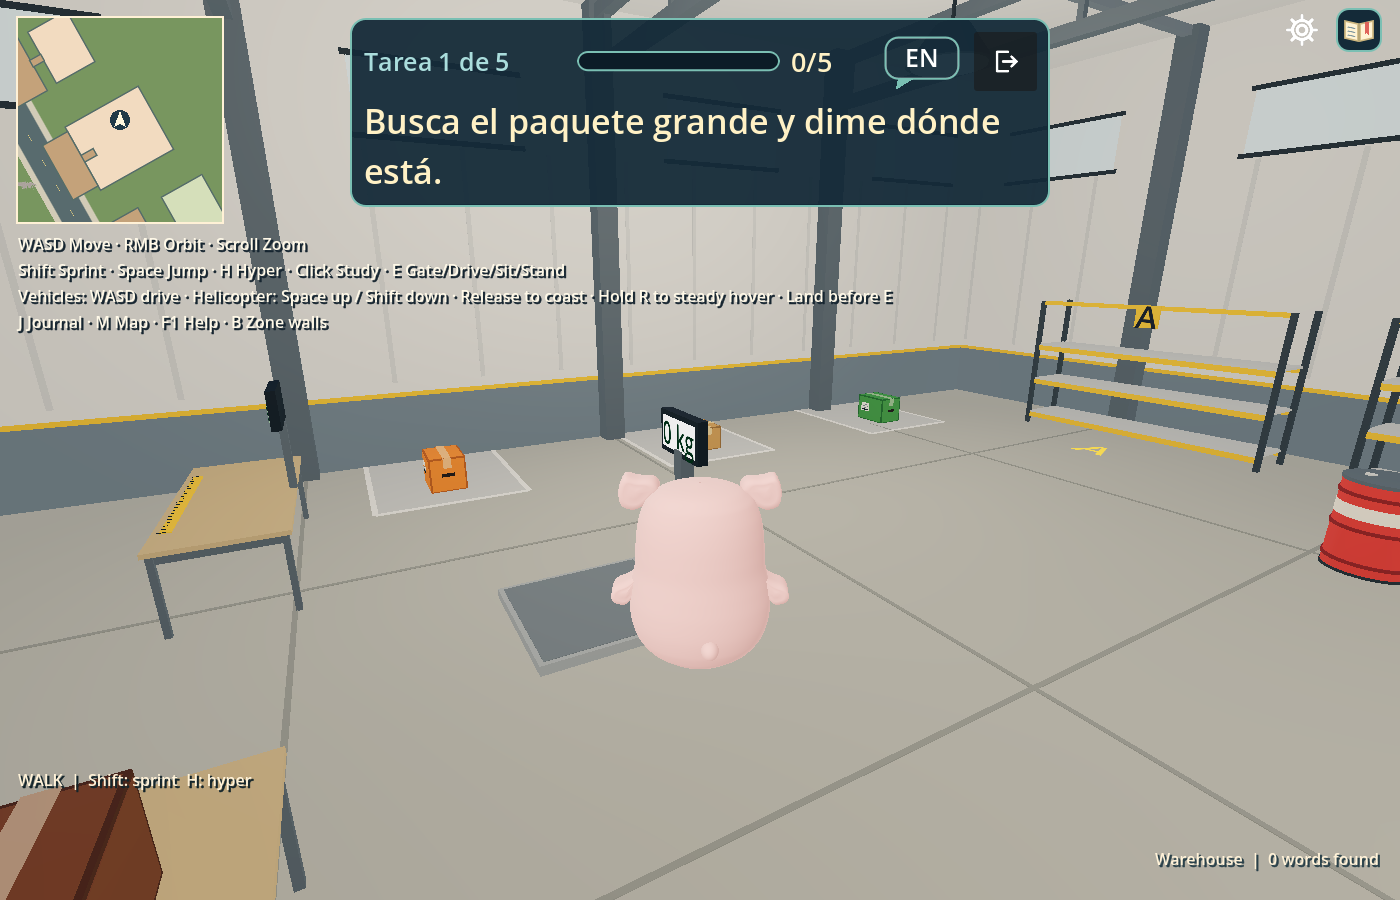 Tarea 1 de 5
0/5
EN
Busca el paquete grande y dime dónde
está.
WASD Move · RMB Orbit · Scroll Zoom
Shift Sprint · Space Jump · H Hyper · Click Study · E Gate/Drive/Sit/Stand
Vehicles: WASD drive · Helicopter: Space up / Shift down · Release to coast · Hold R to steady hover · Land before E
J Journal · M Map · F1 Help · B Zone walls
A
0 kg
A
WALK | Shift: sprint H: hyper
Warehouse | 0 words found